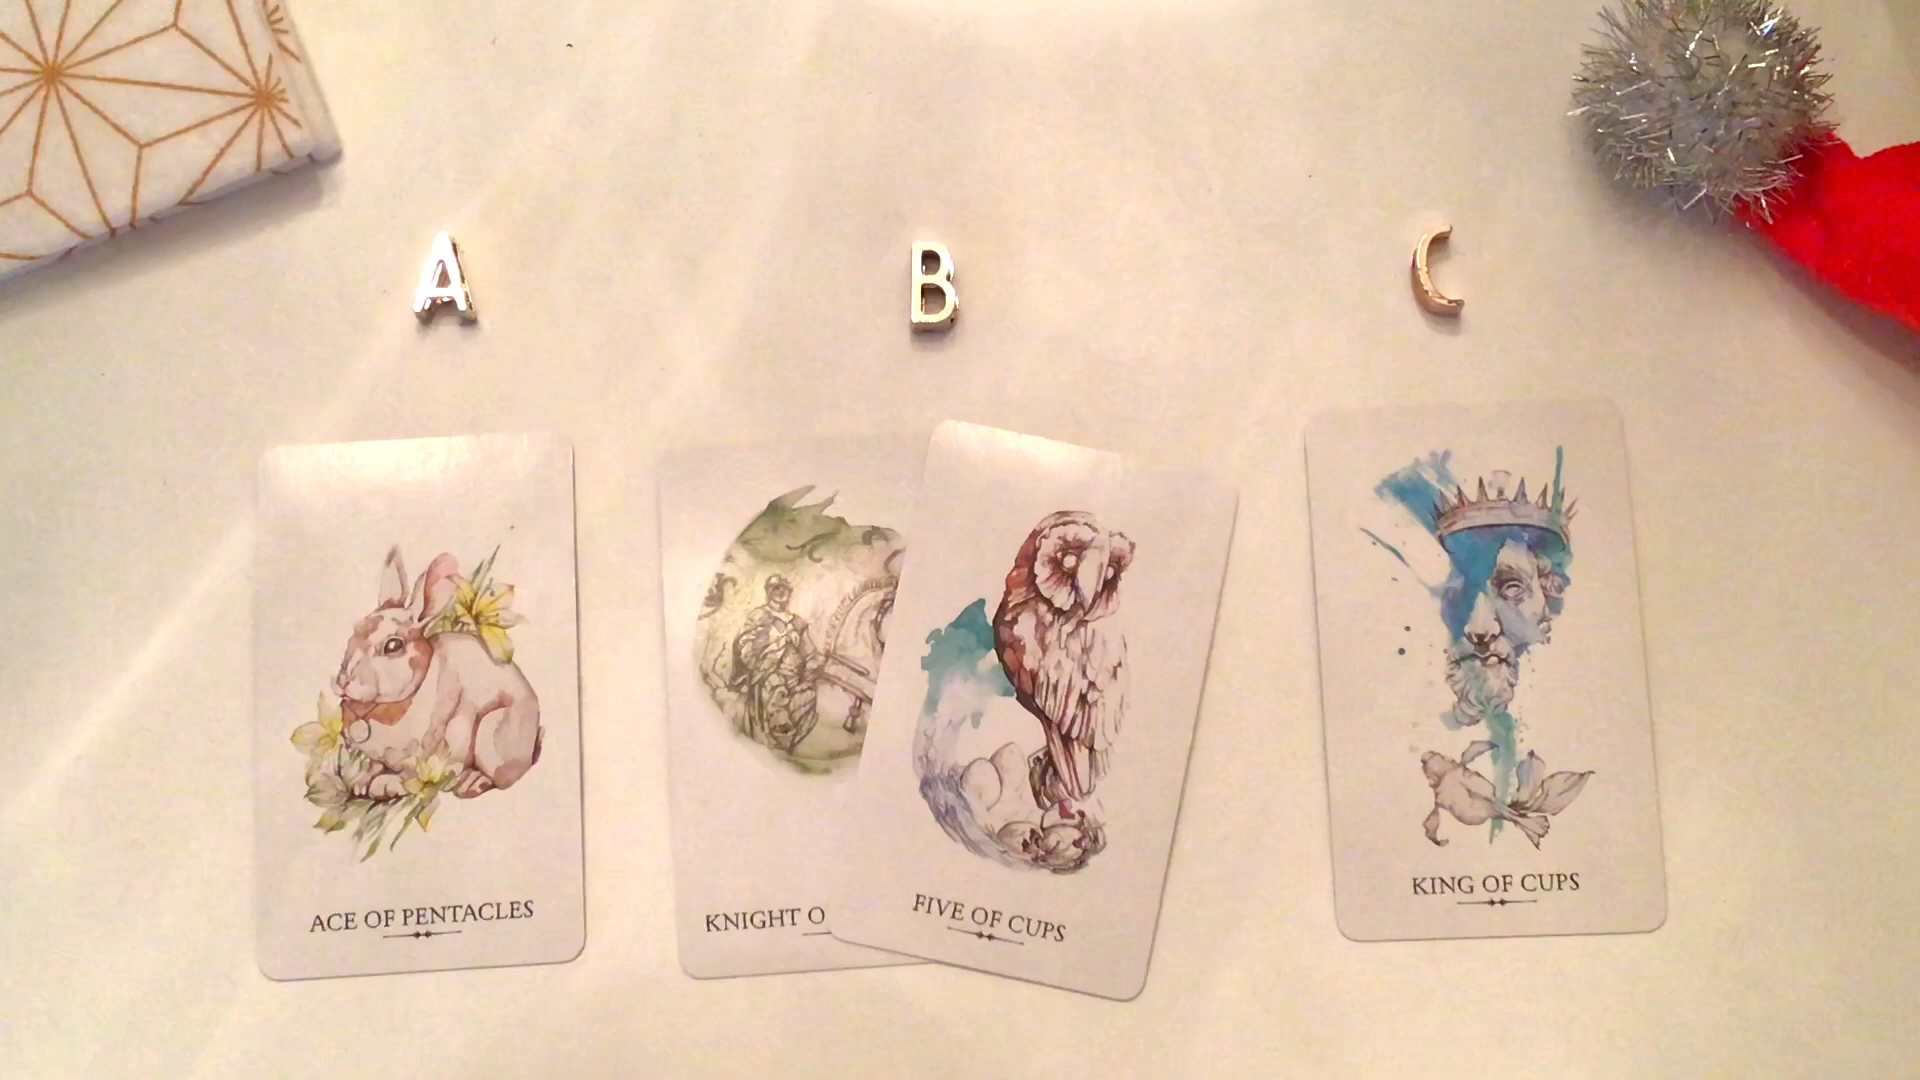 A B C
ACE OF PENTACLES
KNIGHT O
FIVE OF CUPS
KING OF CUPS